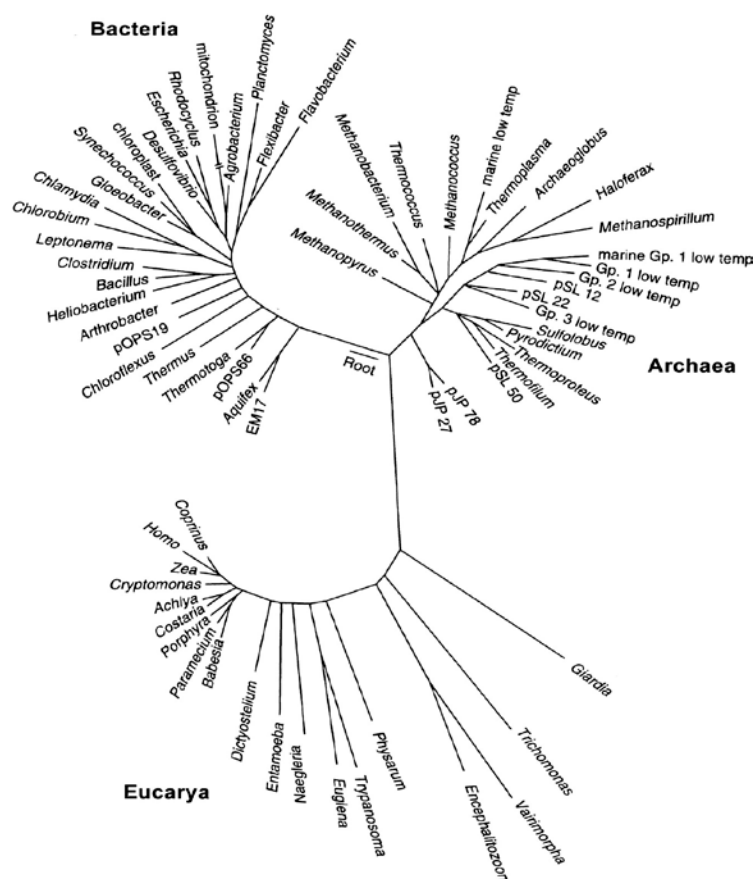 Bacteria
mitochondrion
Rhodocyclus
Escherichia
Desulfovibrio
chloroplast
Synechococcus
Gloeobacter
Chlamydia
Chlorobium
Leptonema
Clostridium
Bacillus
Heliobacterium
Arthrobacter
pOPS19
Chloroflexus
Thermus
Thermotoga
pOPS66
Aquifex
EM17
Agrobacterium
Planctomyces
Flexibacter
Flavobacterium
Root
Methanopyrus
Methanothermus
Methanobacterium
Thermococcus
Methanococcus
marine low temp
Thermoplasma
Archaeoglobus
Haloferax
Methanospirillum
marine Gp. 1 low temp
Gp. 1 low temp
Gp. 2 low temp
pSL 12
pSL 22
Gp. 3 low temp
Sulfolobus
Pyrodictium
Thermoproteus
Thermofilum
pSL 50
pJP 78
pJP 27
Archaea
Coprinus
Homo
Zea
Cryptomonas
Achlya
Costaria
Porphyra
Paramecium
Babesia
Dictyostelium
Entamoeba
Naegleria
Euglena
Trypanosoma
Physarum
Encephalitozoon
Vairimorpha
Trichomonas
Giardia
Eucarya